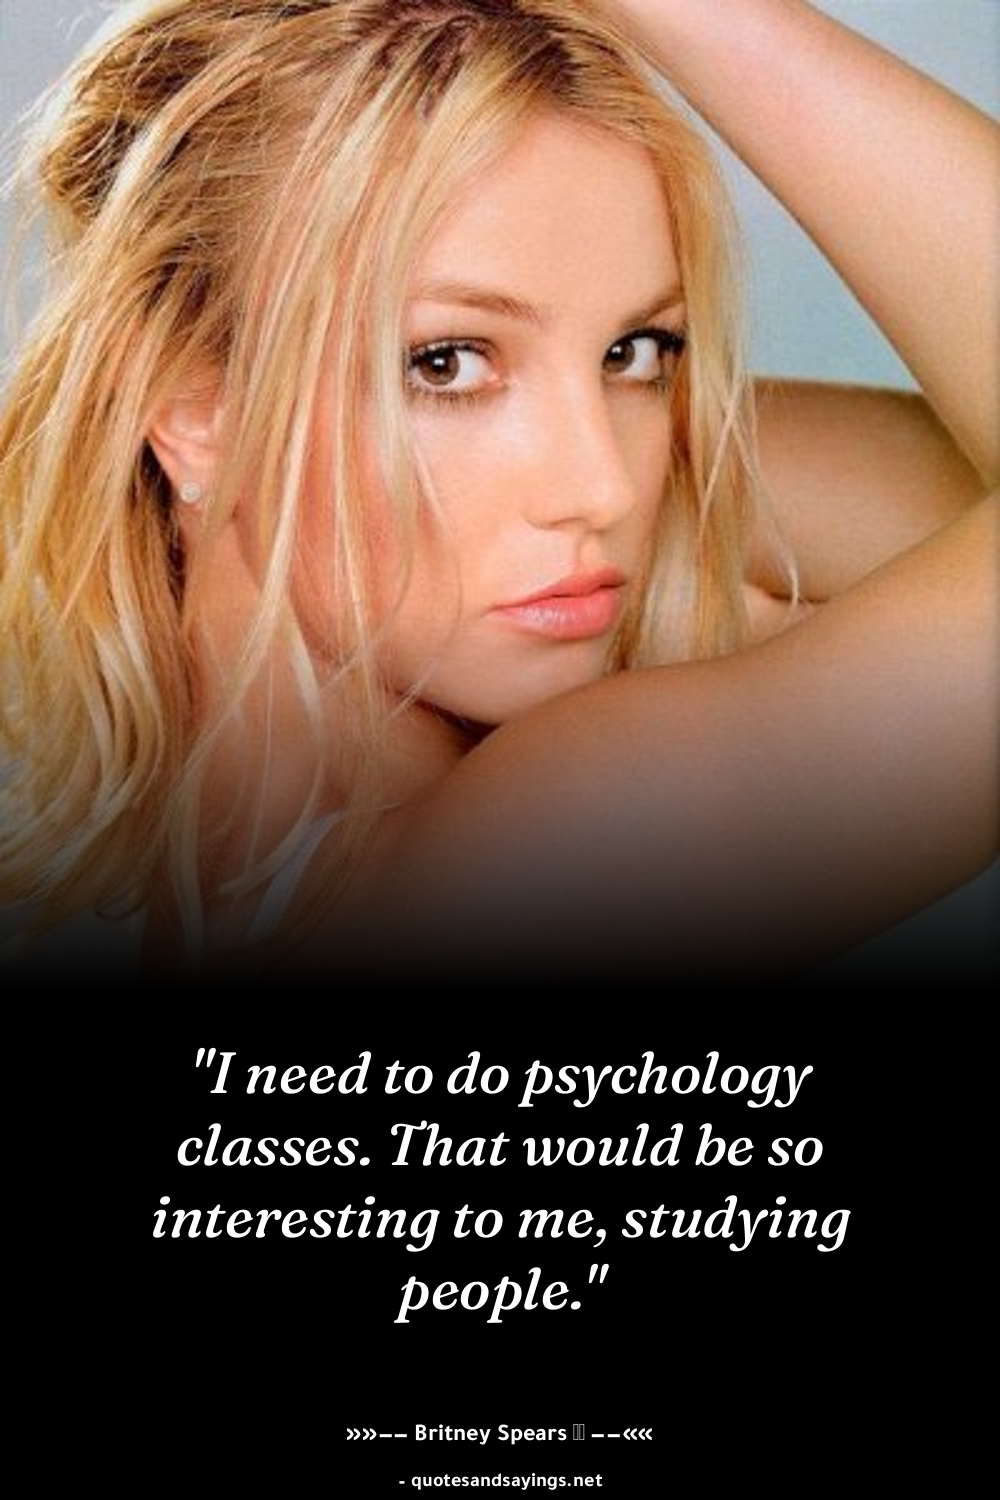 "I need to do psychology
classes. That would be so
interesting to me, studying
people."
»»–– Britney Spears ––««
- quotesandsayings.net